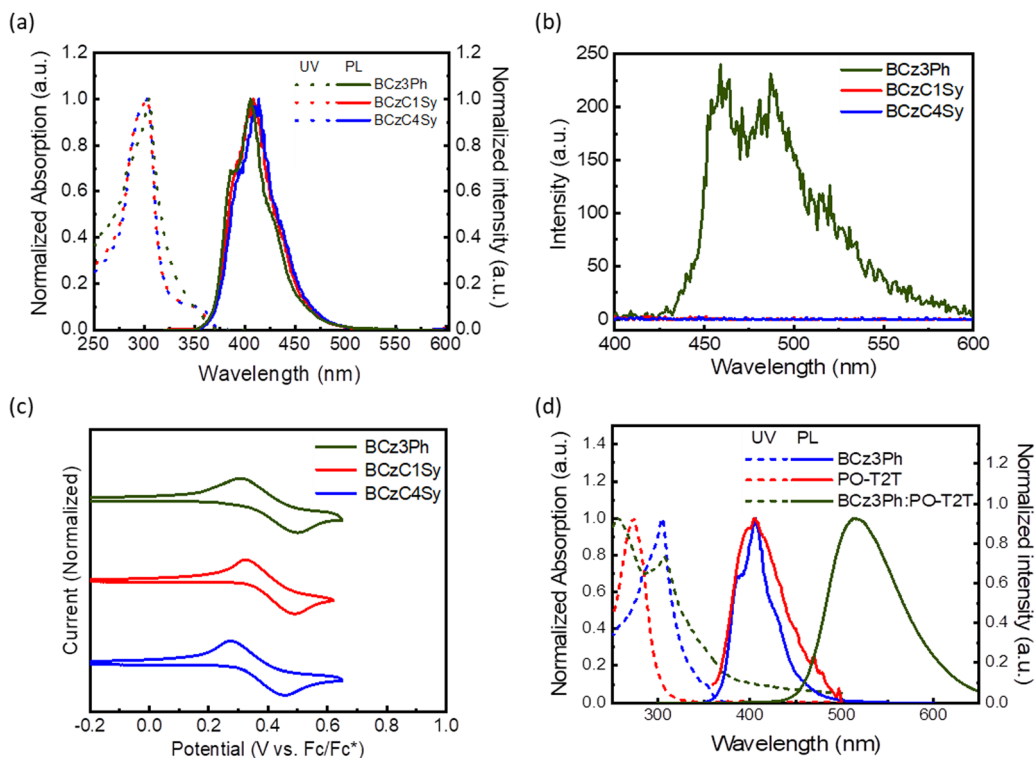 (a)
Normalized Absorption (a.u.)
1.2
1.0
0.8
0.6
0.4
0.2
0.0
UV PL
BCz3Ph
BCzC1Sy
BCzC4Sy
1.2
1.0
0.8
0.6
0.4
0.2
0.0
Normalized intensity (a.u.)
250 300 350 400 450 500 550 600
Wavelength (nm)
(b)
Intensity (a.u.)
250
200
150
100
50
0
BCz3Ph
BCzC1Sy
BCzC4Sy
400 450 500 550 600
Wavelength (nm)
(c)
Current (Normalized)
BCz3Ph
BCzC1Sy
BCzC4Sy
-0.2 0.0 0.2 0.4 0.6 0.8 1.0
Potential (V vs. Fc/Fc*)
(d)
Normalized Absorption (a.u.)
1.4
1.2
1.0
0.8
0.6
0.4
0.2
0.0
UV PL
BCz3Ph
PO-T2T
BCz3Ph:PO-T2T
1.2
1.0
0.8
0.6
0.4
0.2
0.0
Normalized intensity (a.u.)
300 400 500 600
Wavelength (nm)